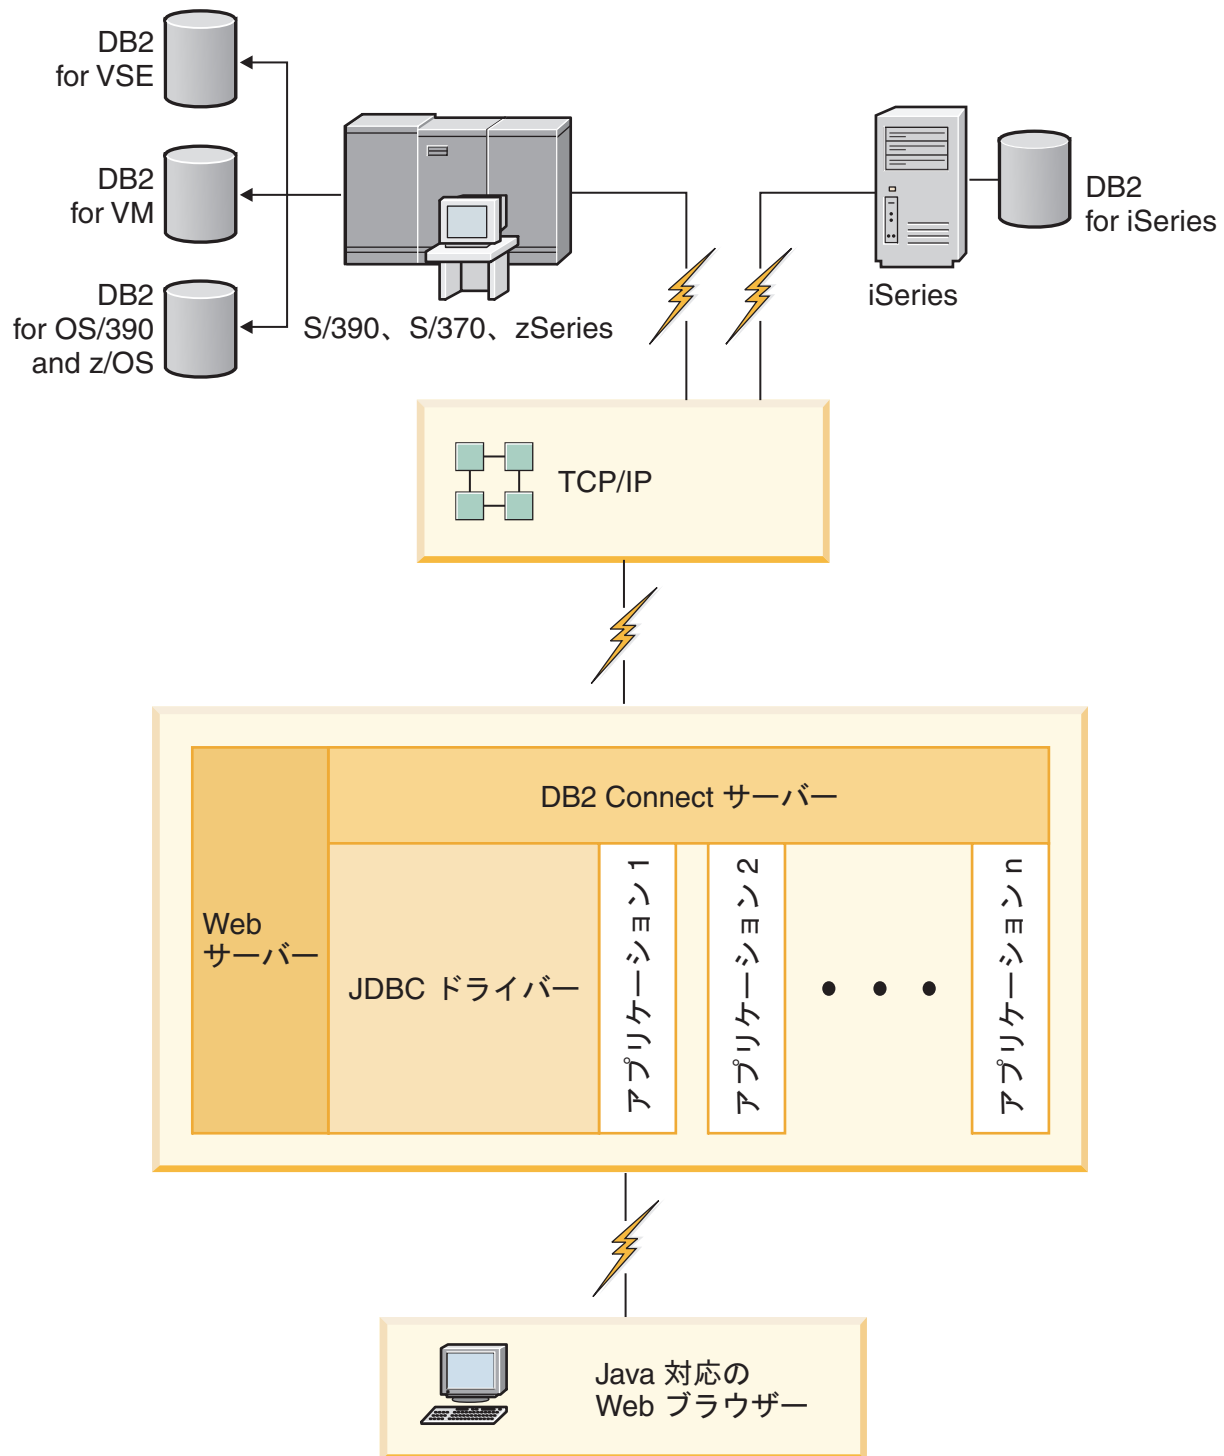 DB2
for VSE
DB2
for VM
DB2
for OS/390
and z/OS
S/390、S/370、zSeries
iSeries
DB2
for iSeries
TCP/IP
DB2 Connect サーバー
Web
サーバー
JDBC ドライバー
アプリケーション 1
アプリケーション 2
• • •
アプリケーション n
Java 対応の
Web ブラウザー